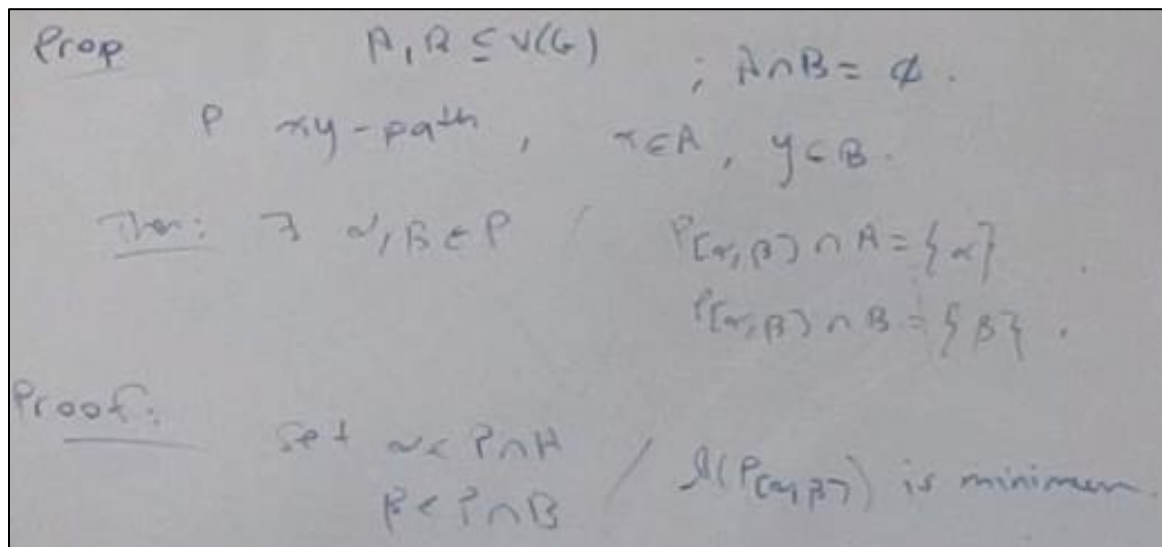 Prop A, B ⊆ V(G) ; A∩B = ∅.
P xy-path, x∈A, y∈B.
Then: ∃ α, β ∈ P / P[α,β] ∩ A = {α}.
P[α,β] ∩ B = {β}.
Proof:
Set α ∈ P∩A / l(P[α,β]) is minimum.
β ∈ P∩B